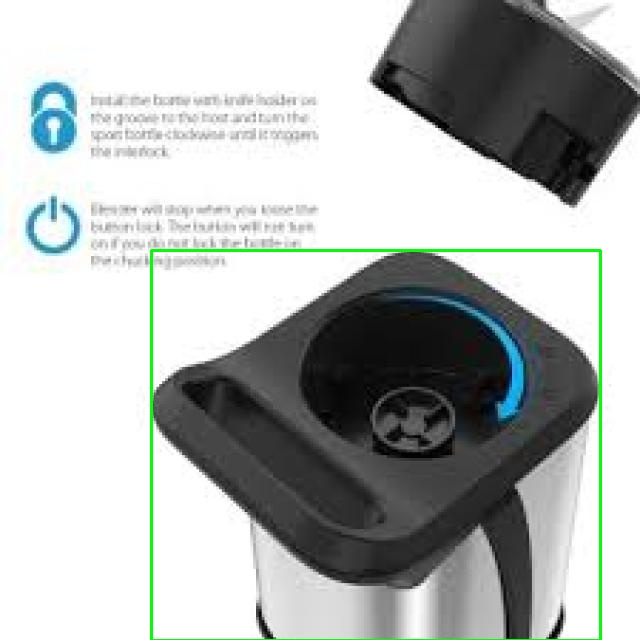 Install the bottle with knife holder on
the groove to the host and turn the
sport bottle clockwise until it triggers
the interlock.
Blender will stop when you loose the
button lock. The button will not turn
on if you do not lock the bottle on
the chucking position.